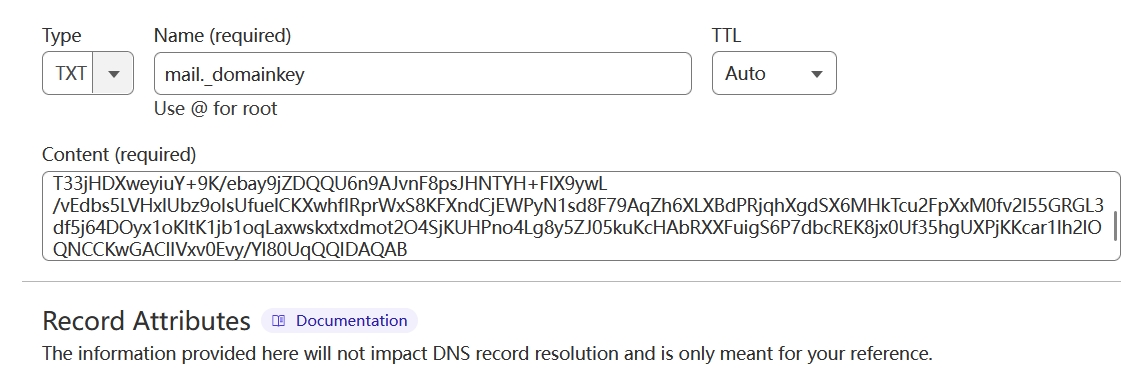 Type
Name (required)
TTL
TXT
mail._domainkey
Auto
Use @ for root
Content (required)
T33jHDXweyiuY+9K/ebay9jZDQQU6n9AJvnF8psJHNTYH+FlX9ywL
/vEdbs5LVHxlUbz9olsUfuelCKXwhflRprWxS8KFXndCjEWPyN1sd8F79AqZh6XLXBdPRjqhXgdSX6MHkTcu2FpXxM0fv2I55GRGL3
df5j64DOyx1oKltK1jb1oqLaxwskxtxdmot2O4SjKUHPno4Lg8y5ZJ05kuKcHAbRXXFuigS6P7dbcREK8jx0Uf35hgUXPjKKcar1Ih2lO
QNCCKwGACIlVxv0Evy/Yl80UqQQIDAQAB
Record Attributes
Documentation
The information provided here will not impact DNS record resolution and is only meant for your reference.